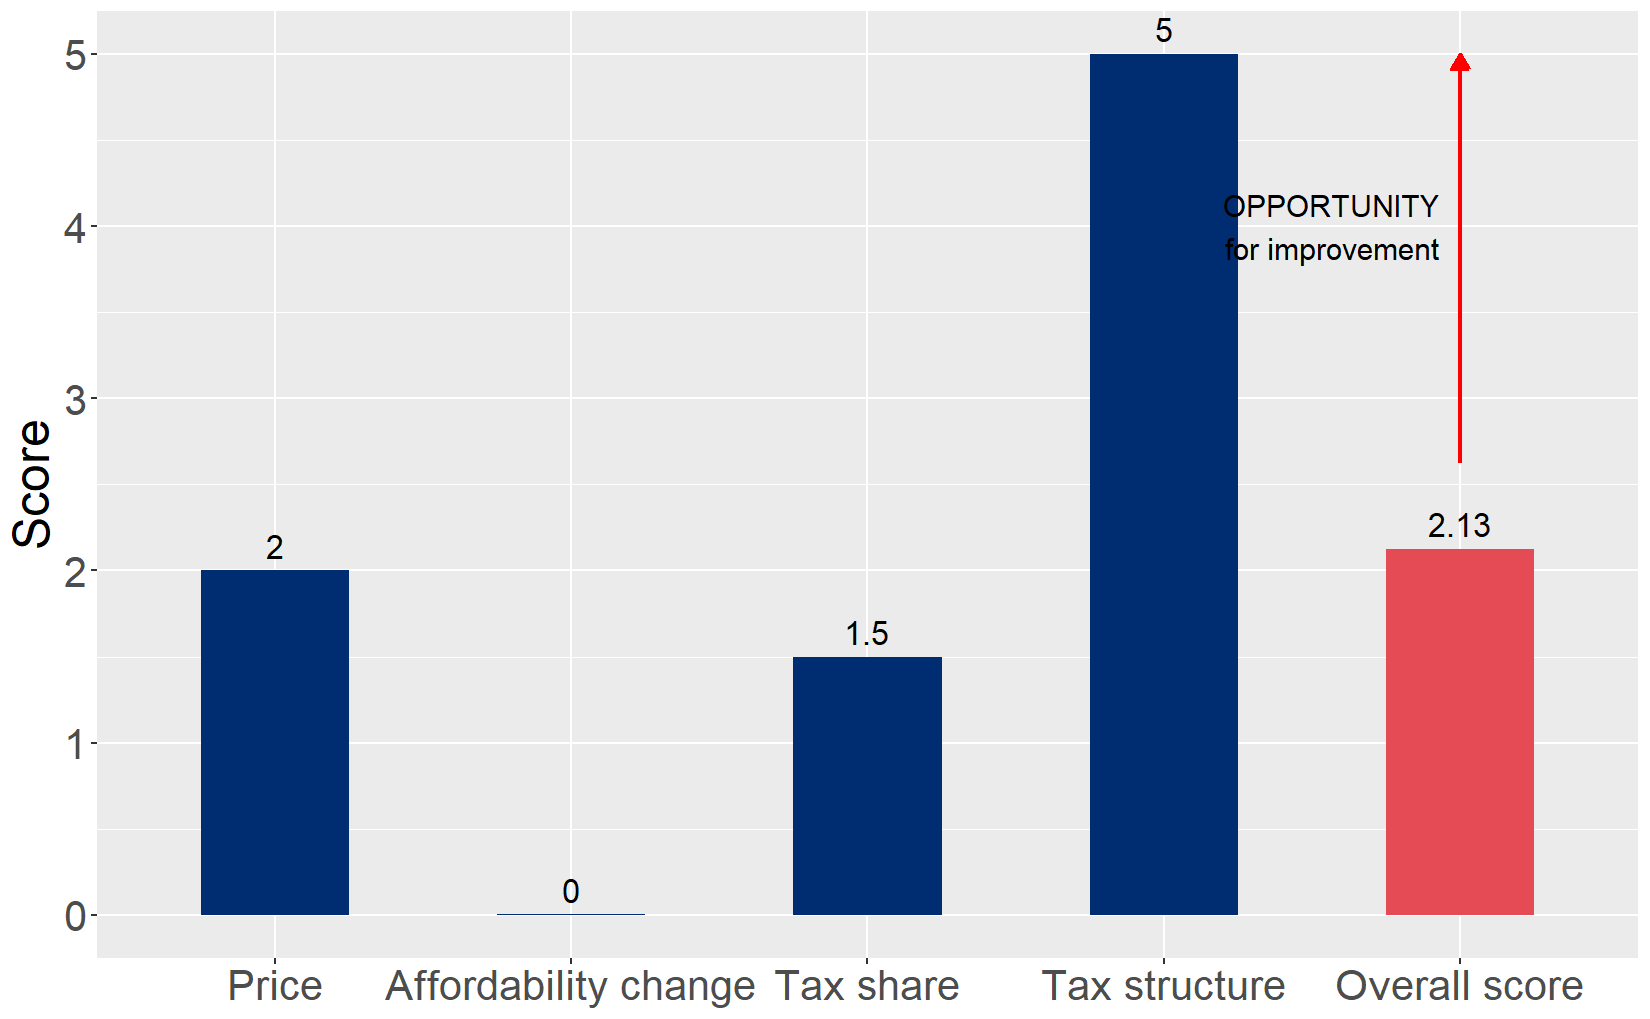 5
5
4
OPPORTUNITY
for improvement
3
Score
2.13
2
2
1.5
1
0
0
Price
Affordability change
Tax share
Tax structure
Overall score